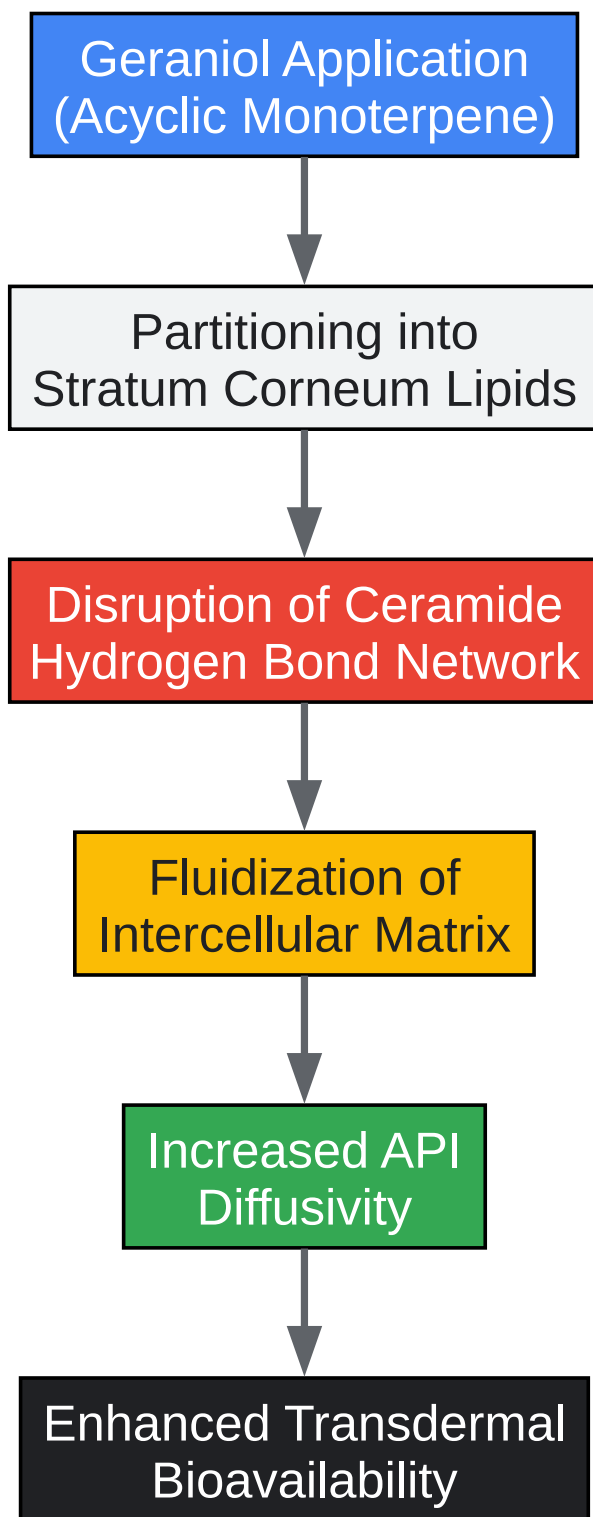 Geraniol Application
(Acyclic Monoterpene)
Partitioning into
Stratum Corneum Lipids
Disruption of Ceramide
Hydrogen Bond Network
Fluidization of
Intercellular Matrix
Increased API
Diffusivity
Enhanced Transdermal
Bioavailability